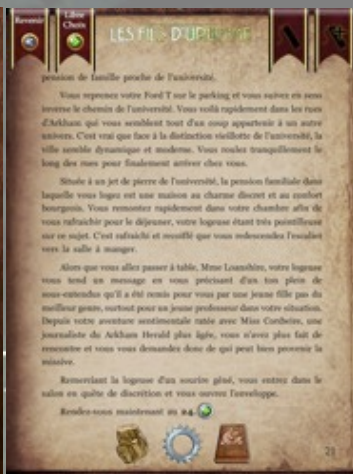 Revenir
Libre
Choix
LES FILS D'UR
pension de famille proche de l'université.
Vous reprenez votre Ford T sur le parking et vous suivez en sens
inverse le chemin de l'université. Vous voilà rapidement dans les rues
d'Arkham qui vous semblent tout d'un coup appartenir à un autre
univers. C'est vrai que face à la distinction vieillotte de l'université, la
ville semble dynamique et moderne. Vous roulez tranquillement le
long des rues pour finalement arriver chez vous.
Située à un jet de pierre de l'université, la pension familiale dans
laquelle vous logez est une maison au charme discret et au confort
bourgeois. Vous remontez rapidement dans votre chambre afin de
vous rafraichir pour le déjeuner, votre logeuse étant très pointilleuse
sur ce sujet. C'est rafraichi et recoiffé que vous redescendez l'escalier
vers la salle à manger.
Alors que vous allez passer à table, Mme Loanshire, votre logeuse
vous tend un message en vous précisant d'un ton plein de
sous-entendus qu'il a été remis pour vous par une jeune fille pas du
meilleur genre, surtout pour un jeune professeur dans votre situation.
Depuis votre aventure sentimentale ratée avec Miss Cordwire, une
journaliste du Arkham Herald plus âgée, vous n'avez plus fait de
rencontre et vous vous demandez donc de qui peut bien provenir la
missive.
Remerciant la logeuse d'un sourire gêné, vous entrez dans le
salon en quête de discrétion et vous ouvrez l'enveloppe.
Rendez-vous maintenant au 24.